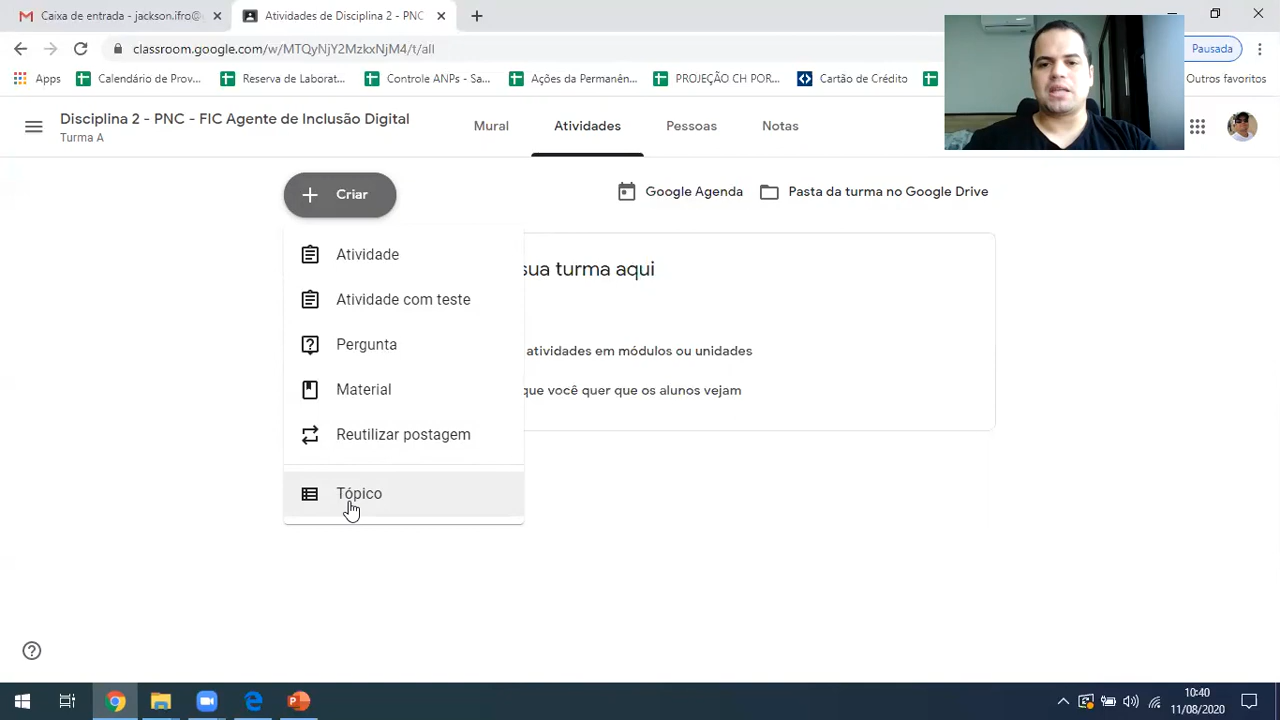 Caixa de entrada - jackson.ifro@
Atividades de Disciplina 2 - PNC
classroom.google.com/w/MTQyNjY2MzkxNjM4/t/all
Pausada
Apps
Calendário de Prov...
Reserva de Laborat...
Controle ANPs - Sa...
Ações da Permanên...
PROJEÇÃO CH POR...
Cartão de Crédito
Outros favoritos
Disciplina 2 - PNC - FIC Agente de Inclusão Digital
Turma A
Mural
Atividades
Pessoas
Notas
Criar
Google Agenda
Pasta da turma no Google Drive
Atividade
sua turma aqui
Atividade com teste
Pergunta
atividades em módulos ou unidades
Material
que você quer que os alunos vejam
Reutilizar postagem
Tópico
10:40
11/08/2020